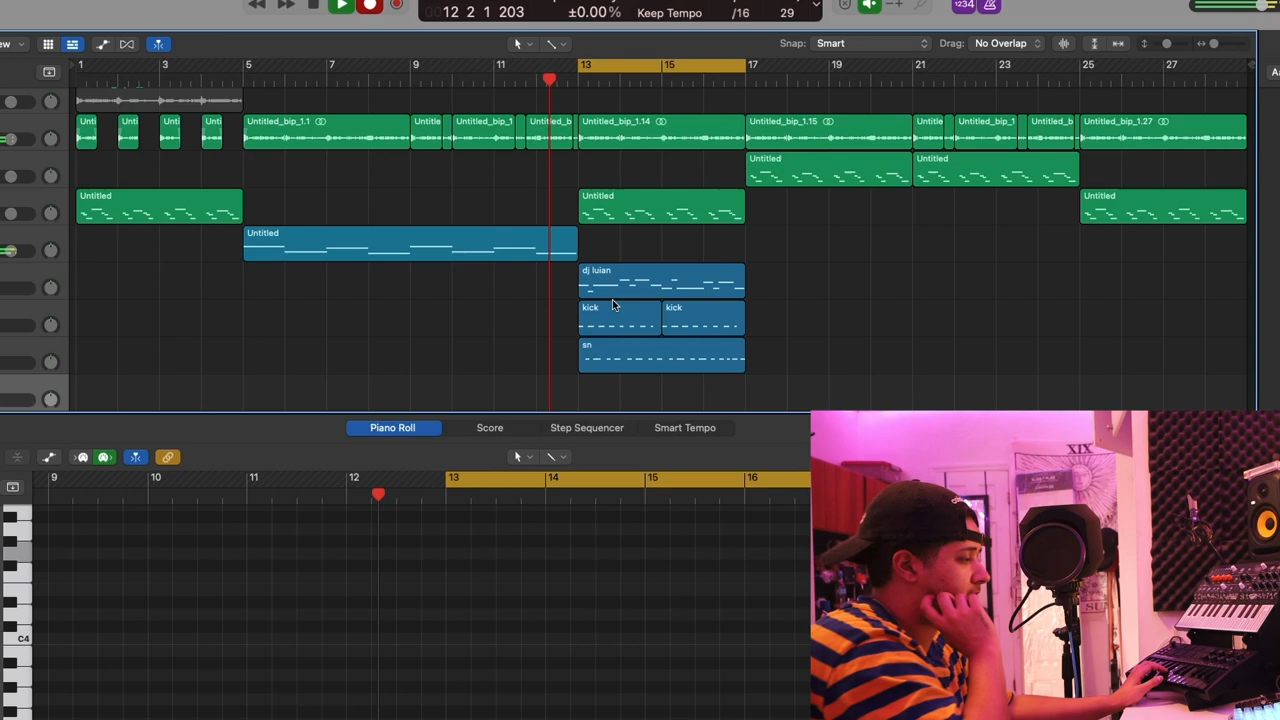 12 2 1 203
±0.00%
Keep Tempo
/16
29
1234
Snap:
Smart
Drag:
No Overlap
1 3 5 7 9 11 13 15 17 19 21 23 25 27
Unti
Unti
Unti
Unti
Untitled_bip_1.1
Untitle
Untitled_bip_1
Untitled_b
Untitled_bip_1.14
Untitled_bip_1.15
Untitle
Untitled_bip_1
Untitled_b
Untitled_bip_1.27
Untitled
Untitled
Untitled
Untitled
Untitled
Untitled
dj luian
kick
kick
sn
Piano Roll
Score
Step Sequencer
Smart Tempo
9 10 11 12 13 14 15 16
C4
XIX